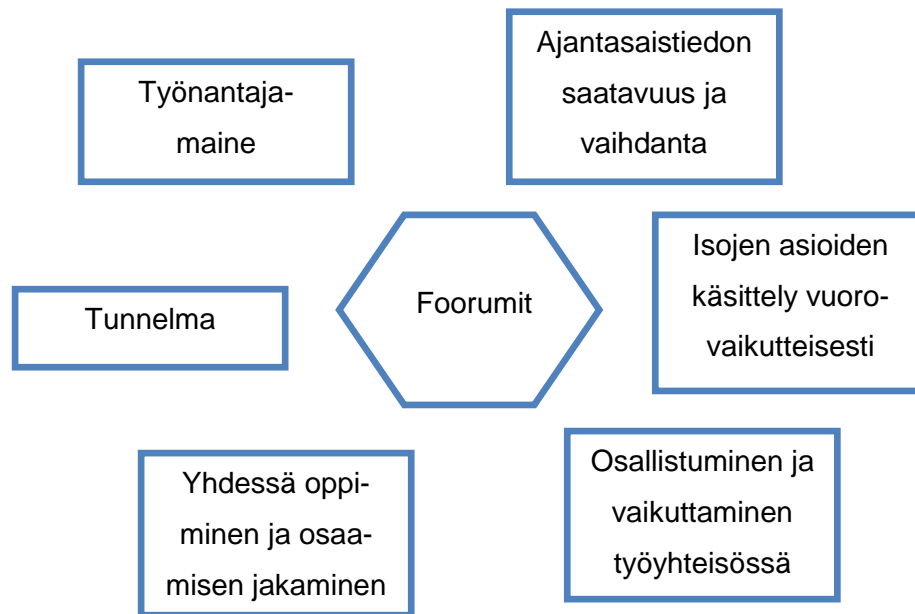 Työnantaja-
maine
Ajantasaistiedon
saatavuus ja
vaihdanta
Tunnelma
Foorumit
Isojen asioiden
käsittely vuoro-
vaikutteisesti
Yhdessä oppi-
minen ja osaa-
misen jakaminen
Osallistuminen ja
vaikuttaminen
työyhteisössä